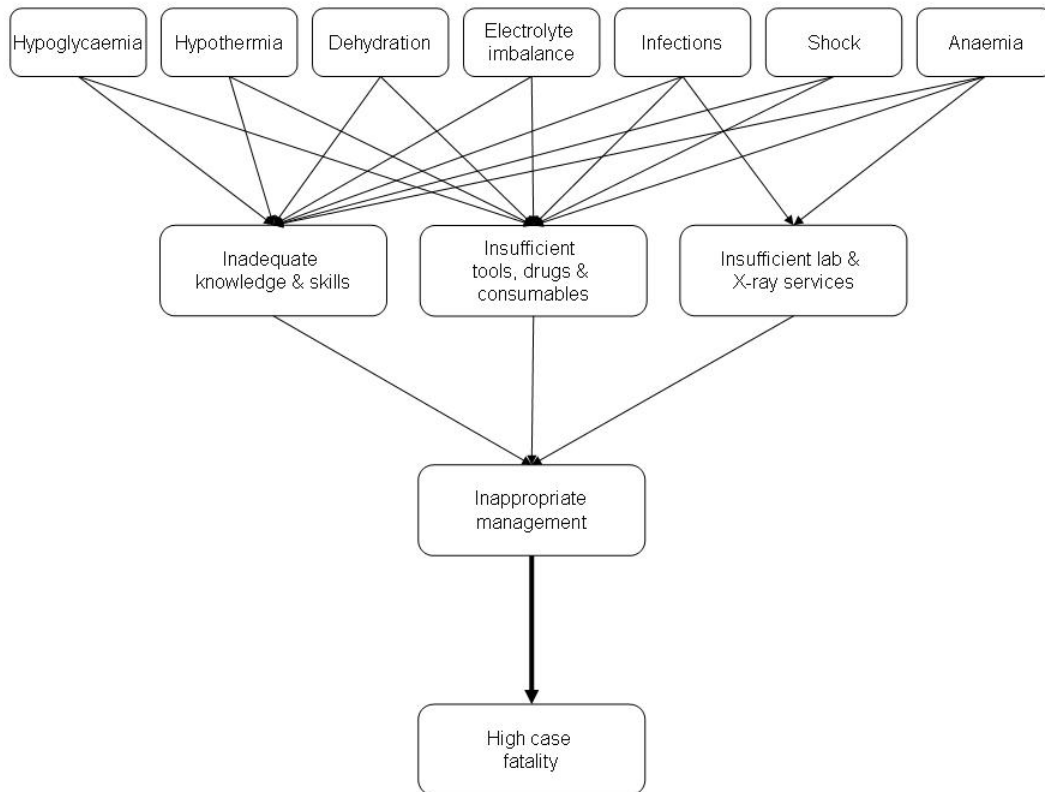 Hypoglycaemia
Hypothermia
Dehydration
Electrolyte
imbalance
Infections
Shock
Anaemia
Inadequate
knowledge & skills
Insufficient
tools, drugs &
consumables
Insufficient lab &
X-ray services
Inappropriate
management
High case
fatality